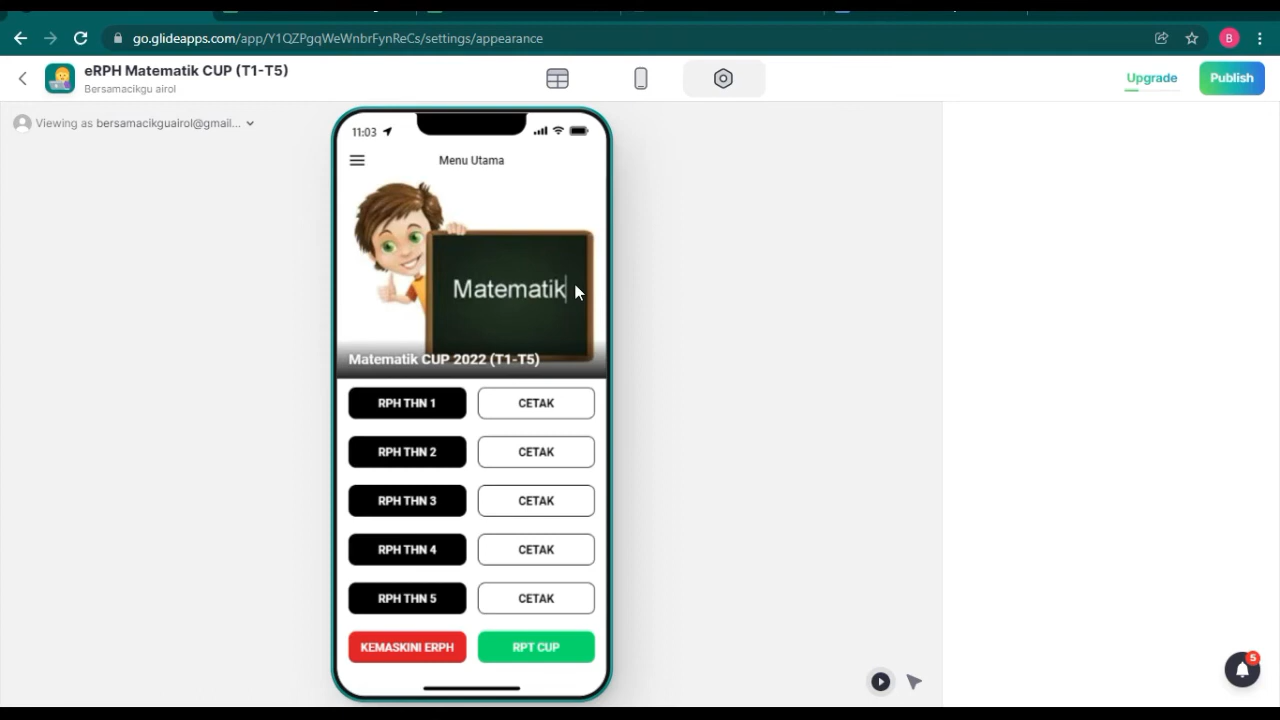 go.glideapps.com/app/Y1QZPgqWeWnbrFynReCs/settings/appearance
B
eRPH Matematik CUP (T1-T5)
Bersamacikgu airol
Upgrade
Publish
Viewing as bersamacikguairol@gmail...
11:03
Menu Utama
Matematik
Matematik CUP 2022 (T1-T5)
RPH THN 1 CETAK
RPH THN 2 CETAK
RPH THN 3 CETAK
RPH THN 4 CETAK
RPH THN 5 CETAK
KEMASKINI ERPH RPT CUP
5